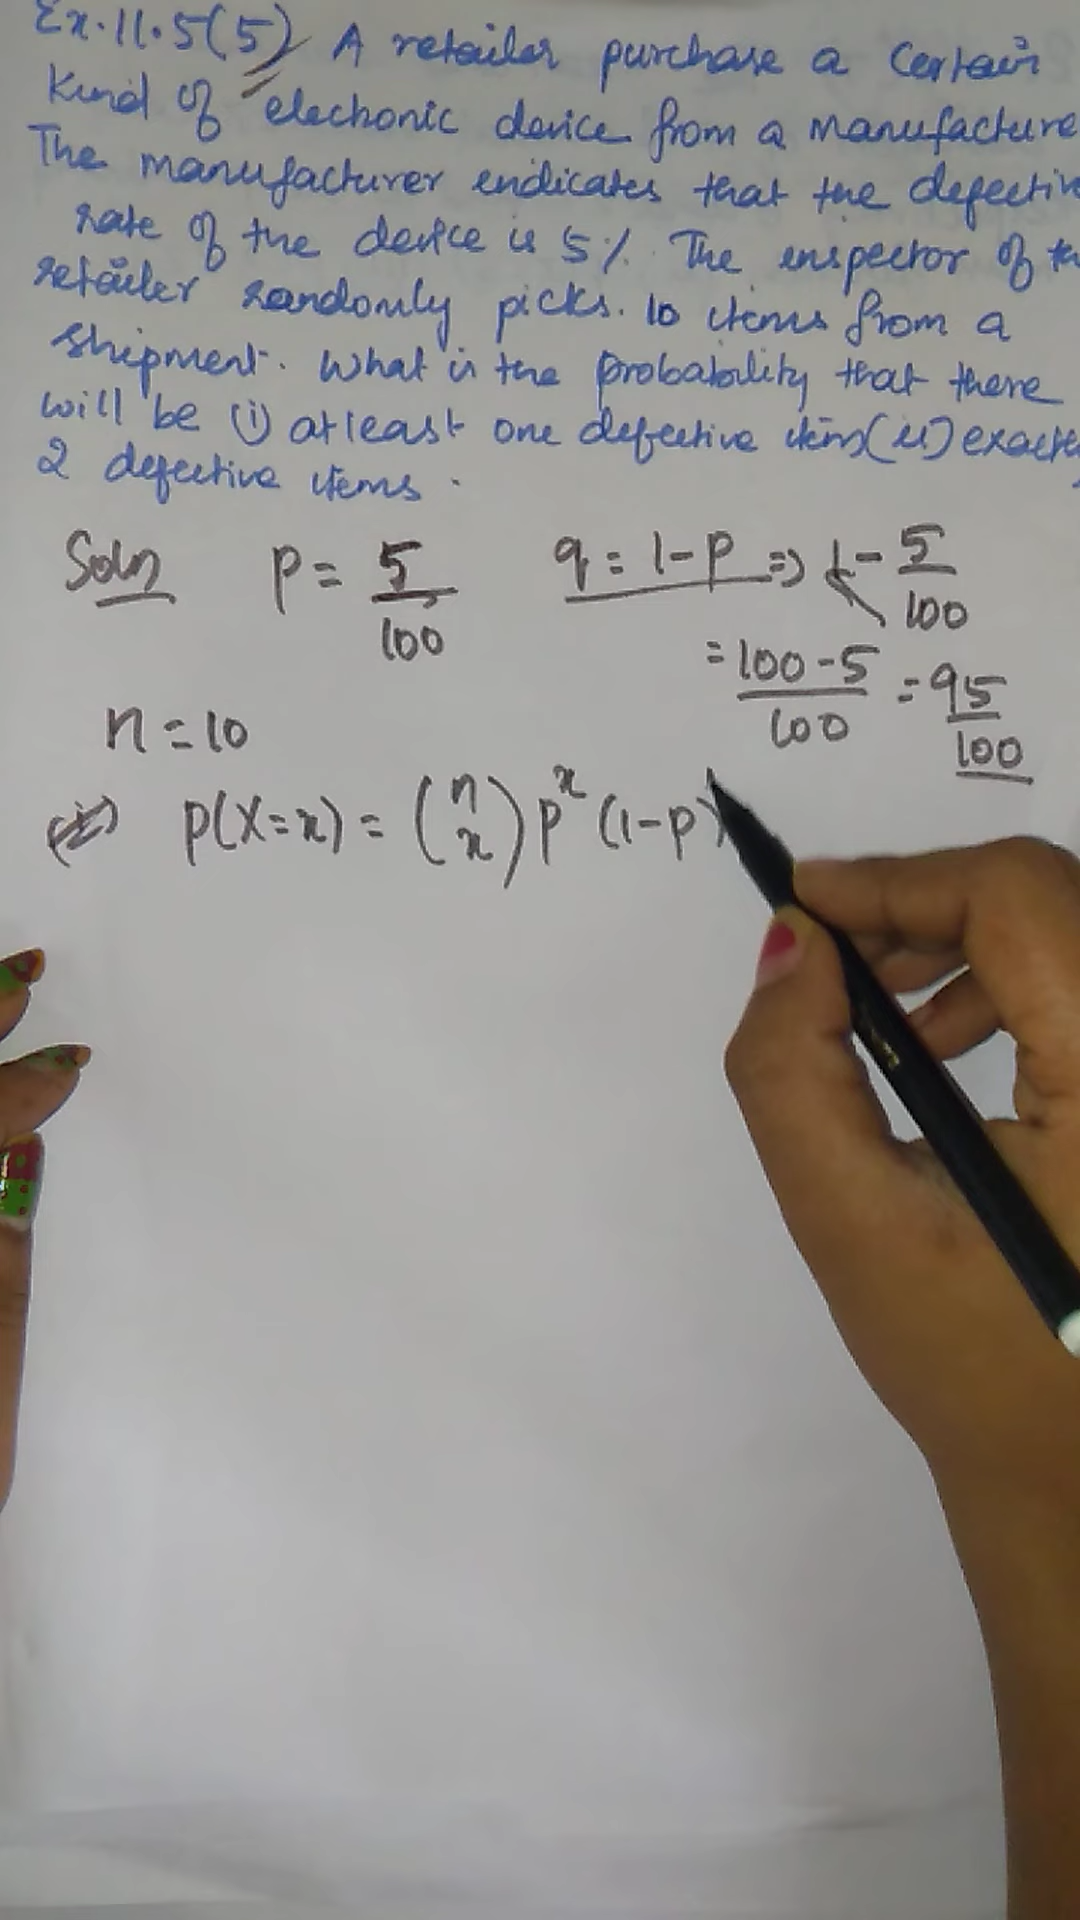 Ex.11.5(5) A retailer purchase a certain
kind of electronic device from a manufacture
The manufacturer indicates that the defectiv
rate of the device is 5%. The inspector of th
retailer randomly picks. 10 items from a
shipment. What is the probability that there
will be (i) atleast one defective item (ii) exactl
2 defective items.
Soln p = 5/100 q = 1-p => 1 - 5/100
= 100-5/100 = 95/100
n = 10
P(X=x) = (n x) p^x (1-p)